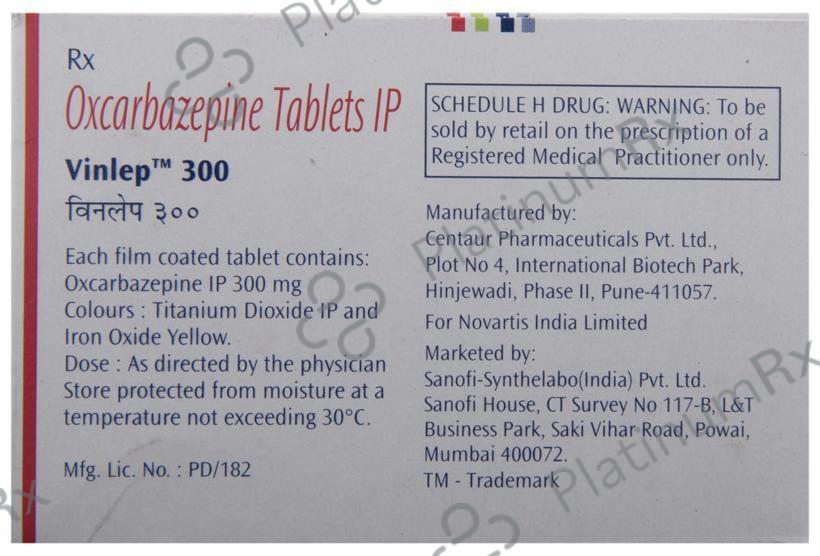 Rx
Oxcarbazepine Tablets IP
Vinlep™ 300
विनलेप ३००
Each film coated tablet contains:
Oxcarbazepine IP 300 mg
Colours : Titanium Dioxide IP and
Iron Oxide Yellow.
Dose : As directed by the physician
Store protected from moisture at a
temperature not exceeding 30°C.
Mfg. Lic. No. : PD/182
SCHEDULE H DRUG: WARNING: To be
sold by retail on the prescription of a
Registered Medical Practitioner only.
Manufactured by:
Centaur Pharmaceuticals Pvt. Ltd.,
Plot No 4, International Biotech Park,
Hinjewadi, Phase II, Pune-411057.
For Novartis India Limited
Marketed by:
Sanofi-Synthelabo(India) Pvt. Ltd.
Sanofi House, CT Survey No 117-B, L&T
Business Park, Saki Vihar Road, Powai,
Mumbai 400072.
TM - Trademark
PlatinumRx
PlatinumRx